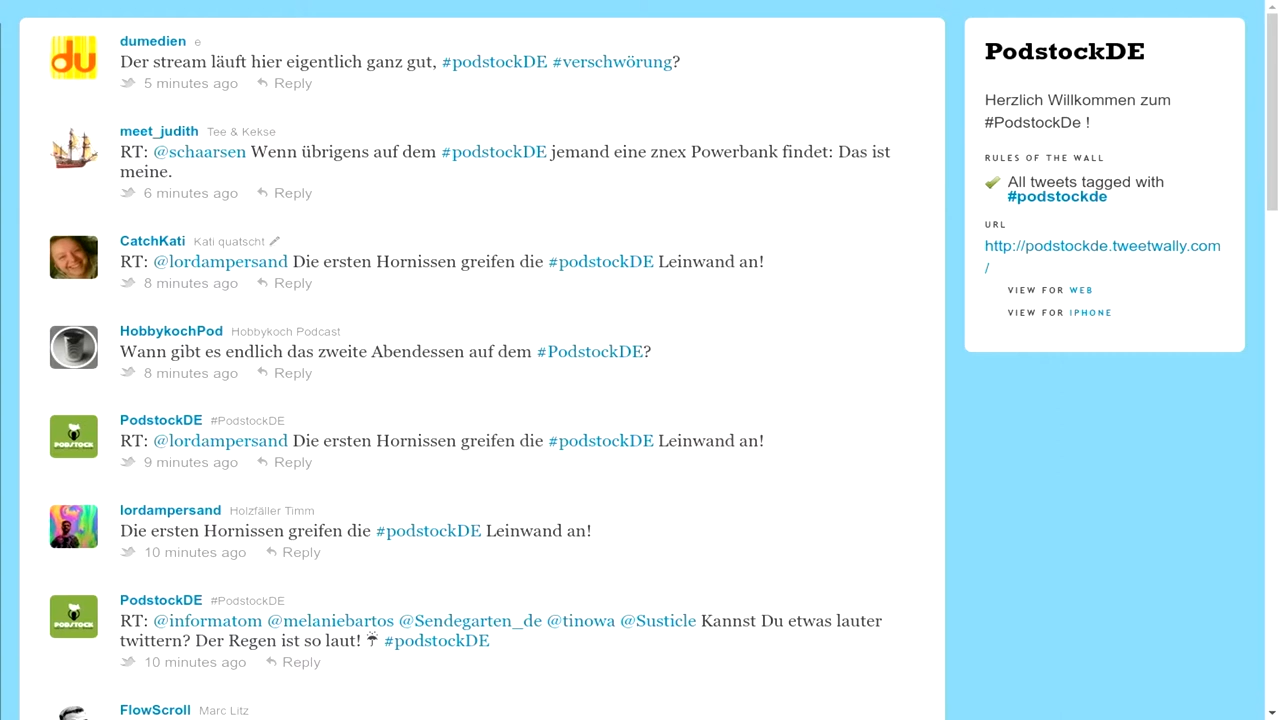 dumedien e
Der stream läuft hier eigentlich ganz gut, #podstockDE #verschwörung?
5 minutes ago Reply
meet_judith Tee & Kekse
RT: @schaarsen Wenn übrigens auf dem #podstockDE jemand eine znex Powerbank findet: Das ist
meine.
6 minutes ago Reply
CatchKati Kati quatscht
RT: @lordampersand Die ersten Hornissen greifen die #podstockDE Leinwand an!
8 minutes ago Reply
HobbykochPod Hobbykoch Podcast
Wann gibt es endlich das zweite Abendessen auf dem #PodstockDE?
8 minutes ago Reply
PodstockDE #PodstockDE
RT: @lordampersand Die ersten Hornissen greifen die #podstockDE Leinwand an!
9 minutes ago Reply
lordampersand Holzfäller Timm
Die ersten Hornissen greifen die #podstockDE Leinwand an!
10 minutes ago Reply
PodstockDE #PodstockDE
RT: @informatom @melaniebartos @Sendegarten_de @tinowa @Susticle Kannst Du etwas lauter
twittern? Der Regen ist so laut! ☔ #podstockDE
10 minutes ago Reply
FlowScroll Marc Litz
du
PODSTOCK
PODSTOCK
PodstockDE
Herzlich Willkommen zum
#PodstockDe !
RULES OF THE WALL
All tweets tagged with
#podstockde
URL
http://podstockde.tweetwally.com
/
VIEW FOR WEB
VIEW FOR IPHONE